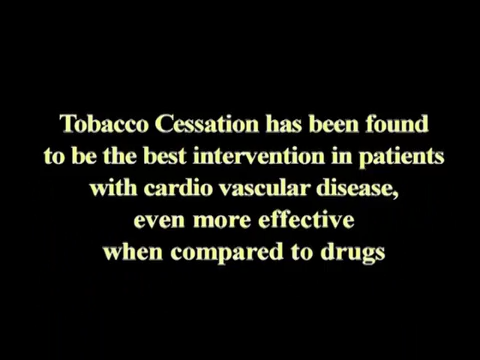 Tobacco Cessation has been found
to be the best intervention in patients
with cardio vascular disease,
even more effective
when compared to drugs